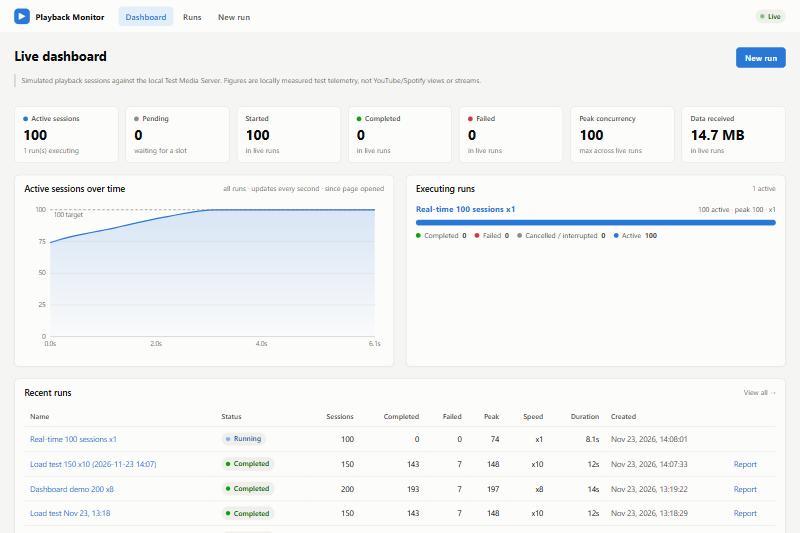 Playback Monitor Dashboard Runs New run Live
Live dashboard New run
Simulated playback sessions against the local Test Media Server. Figures are locally measured test telemetry, not YouTube/Spotify views or streams.
Active sessions Pending Started Completed Failed Peak concurrency Data received
100 0 100 0 0 100 14.7 MB
1 run(s) executing waiting for a slot in live runs in live runs in live runs max across live runs in live runs
Active sessions over time all runs · updates every second · since page opened
100
100 target
75
50
25
0
0.0s 2.0s 4.0s 6.1s
Executing runs 1 active
Real-time 100 sessions x1 100 active · peak 100 · x1
Completed 0 Failed 0 Cancelled / interrupted 0 Active 100
Recent runs View all →
Name Status Sessions Completed Failed Peak Speed Duration Created
Real-time 100 sessions x1 Running 100 0 0 74 x1 8.1s Nov 23, 2026, 14:08:01
Load test 150 x10 (2026-11-23 14:07) Completed 150 143 7 148 x10 12s Nov 23, 2026, 14:07:33 Report
Dashboard demo 200 x8 Completed 200 193 7 197 x8 14s Nov 23, 2026, 13:19:22 Report
Load test Nov 23, 13:18 Completed 150 143 7 148 x10 12s Nov 23, 2026, 13:18:29 Report